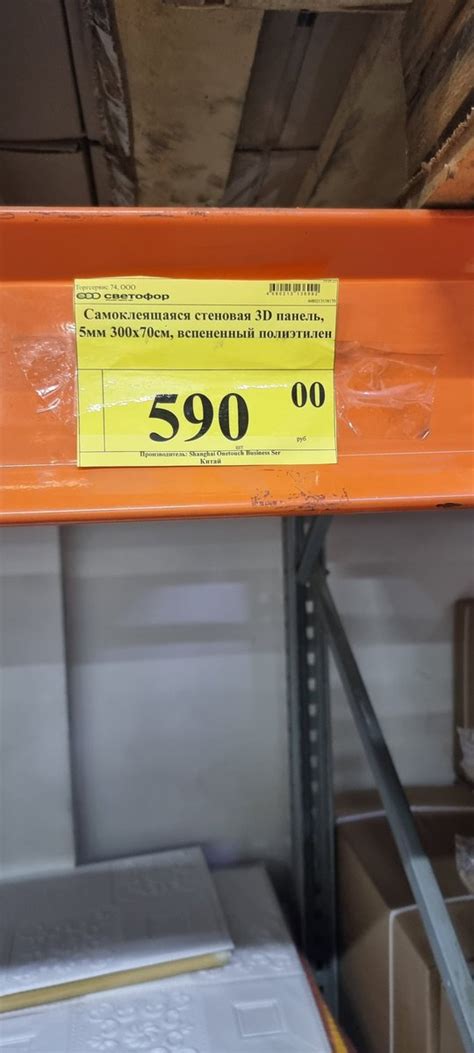 Торгсервис 74, ООО
светофор
Самоклеящаяся стеновая 3D панель,
5мм 300х70см, вспененный полиэтилен
590 00
шт руб
Производитель: Shanghai Onetouch Business Ser
Китай